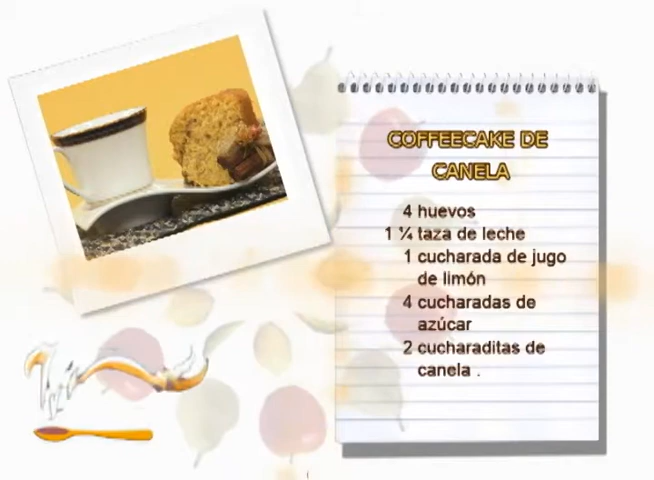 COFFEECAKE DE
CANELA
4 huevos
1 ¼ taza de leche
1 cucharada de jugo
de limón
4 cucharadas de
azúcar
2 cucharaditas de
canela .